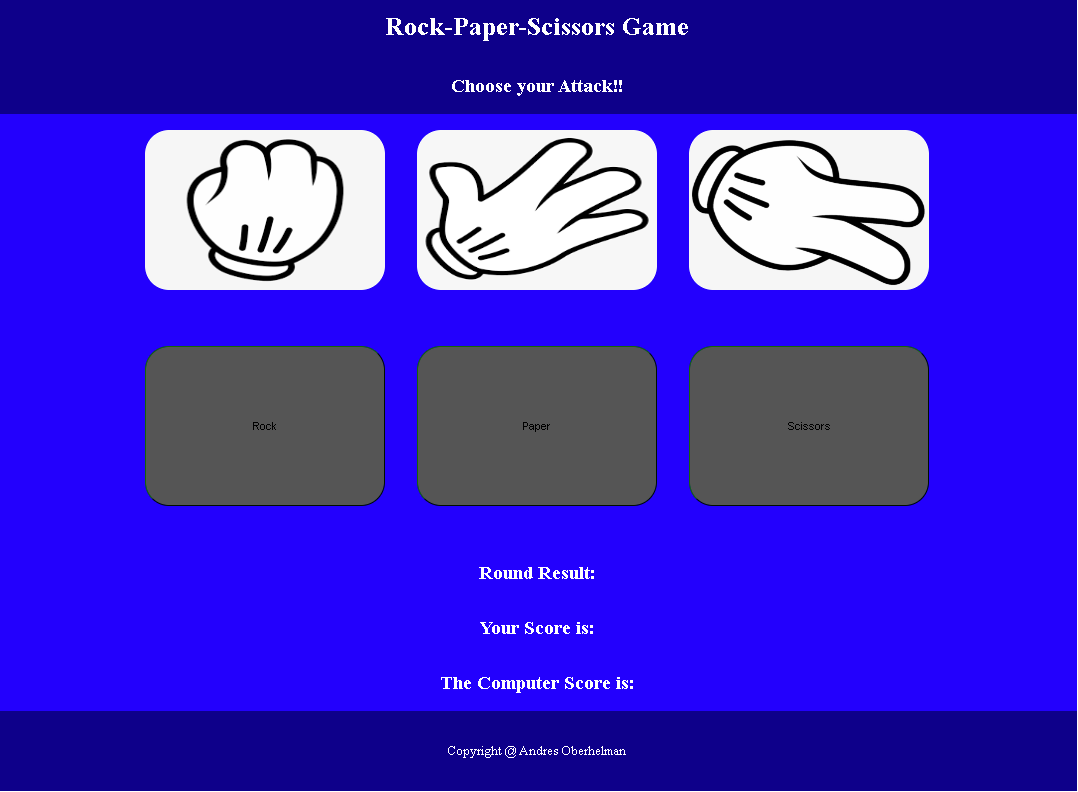 Rock-Paper-Scissors Game
Choose your Attack!!
Rock
Paper
Scissors
Round Result:
Your Score is:
The Computer Score is:
Copyright @ Andres Oberhelman